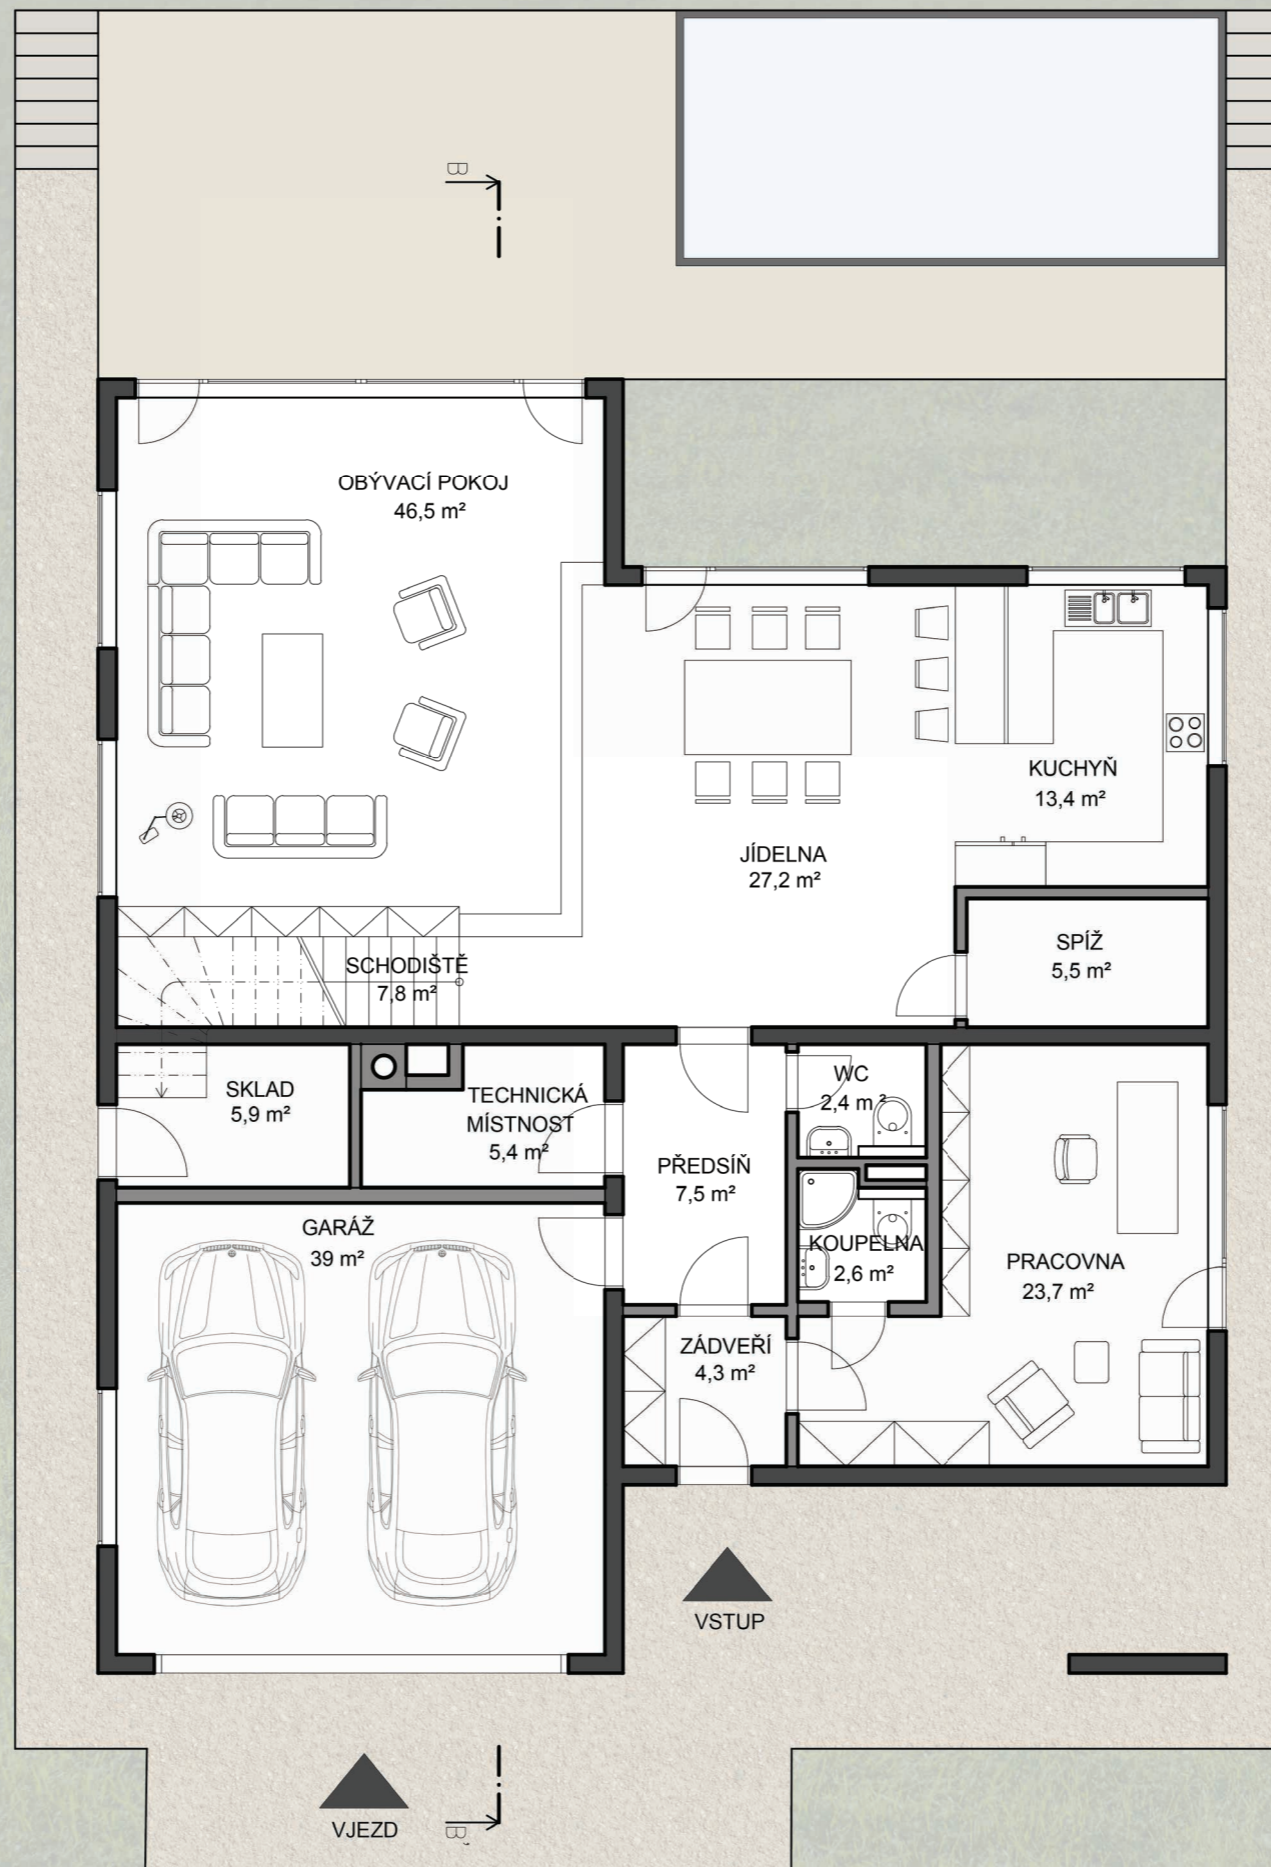 B
OBÝVACÍ POKOJ
46,5 m²
KUCHYŇ
13,4 m²
JÍDELNA
27,2 m²
SPÍŽ
5,5 m²
SCHODIŠTĚ
7,8 m²
SKLAD
5,9 m²
TECHNICKÁ
MÍSTNOST
5,4 m²
WC
2,4 m²
PŘEDSÍŇ
7,5 m²
GARÁŽ
39 m²
KOUPELNA
2,6 m²
PRACOVNA
23,7 m²
ZÁDVEŘÍ
4,3 m²
VSTUP
VJEZD
B'